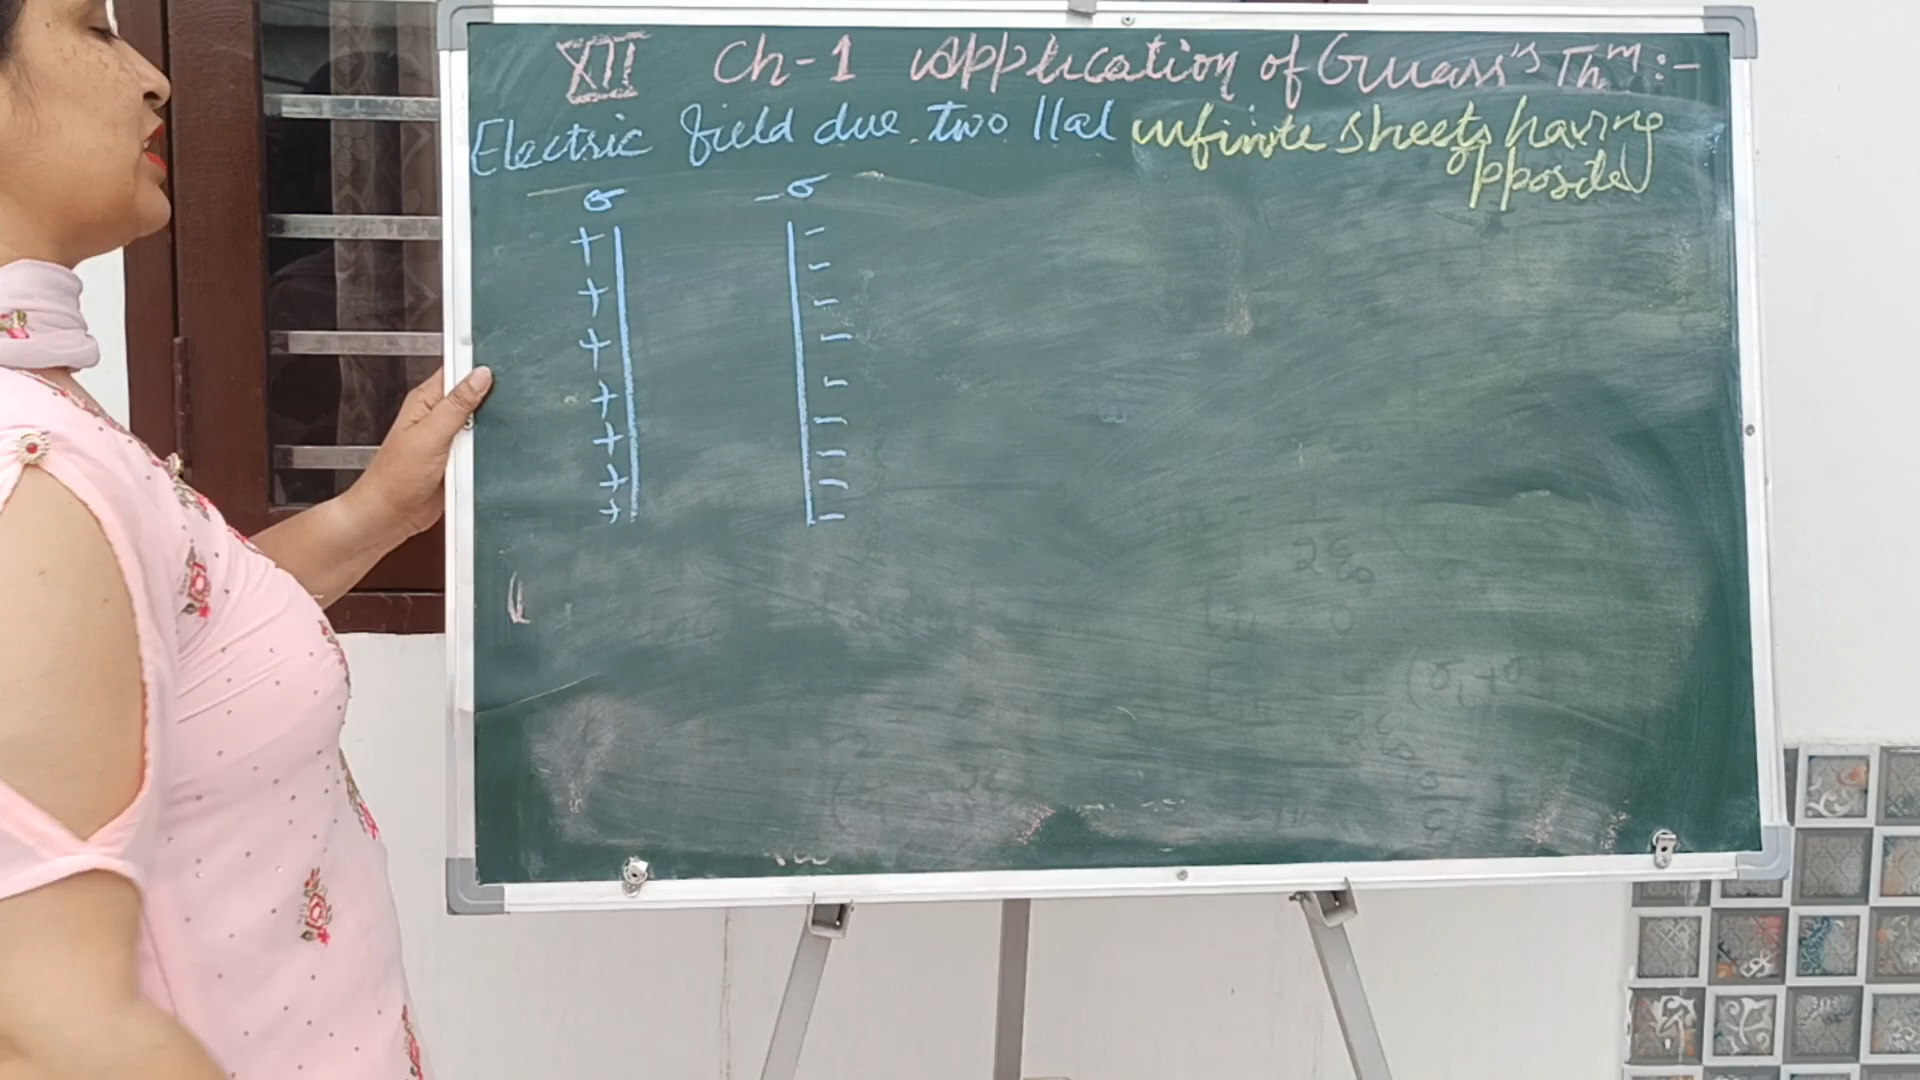 XII Ch-1 Application of Guass's Thm:-
Electric field due two llal infinite sheets having
opposite
σ -σ
+ -
+ -
+ -
+ -
+ -
+ -
+ -
-
-